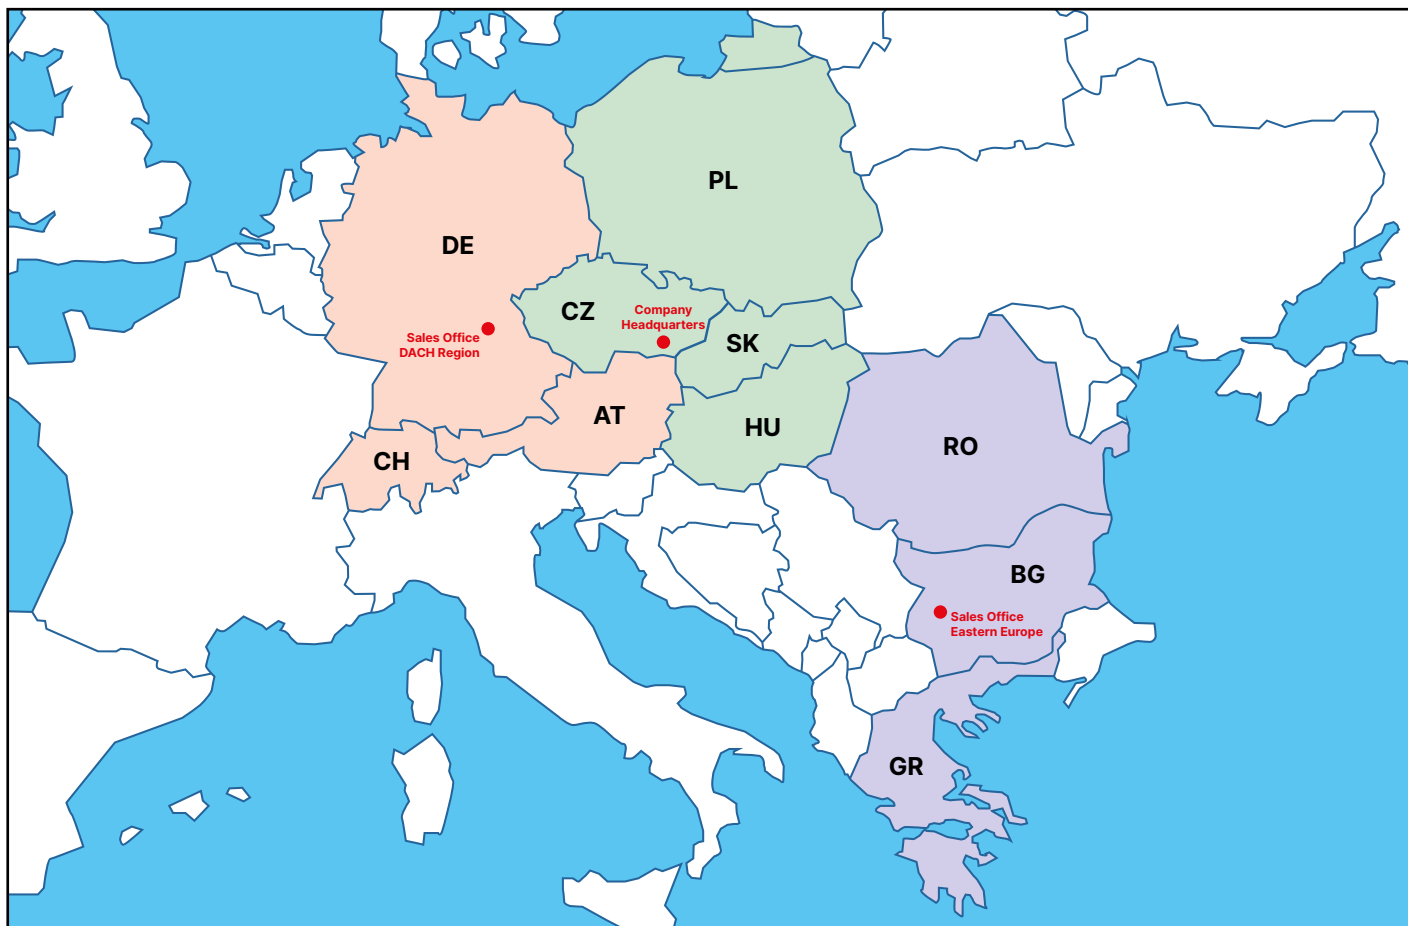 PL
DE
CZ
Company
Headquarters
Sales Office
DACH Region
SK
AT
HU
CH
RO
BG
Sales Office
Eastern Europe
GR